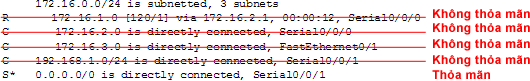 172.16.0.0/24 is subnetted, 3 subnets
R 172.16.1.0 [120/1] via 172.16.2.1, 00:00:12, Serial0/0/0 Không thỏa mãn
C 172.16.2.0 is directly connected, Serial0/0/0 Không thỏa mãn
C 172.16.3.0 is directly connected, FastEthernet0/1 Không thỏa mãn
C 192.168.1.0/24 is directly connected, Serial0/0/1 Không thỏa mãn
S* 0.0.0.0/0 is directly connected, Serial0/0/1 Thỏa mãn